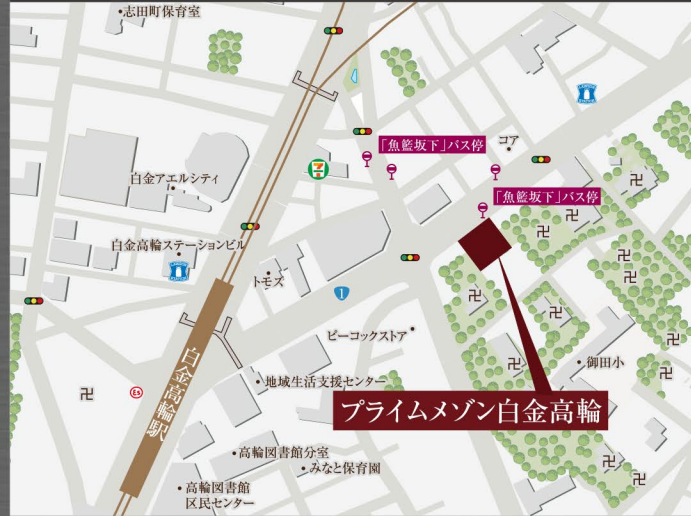 志田町保育室
「魚籃坂下」バス停
コア
白金アエルシティ
「魚籃坂下」バス停
白金高輪ステーションビル
トモズ
1
ピーコックストア
白金高輪駅
御田小
地域生活支援センター
Es
プライムメゾン白金高輪
高輪図書館分室
みなと保育園
高輪図書館
区民センター